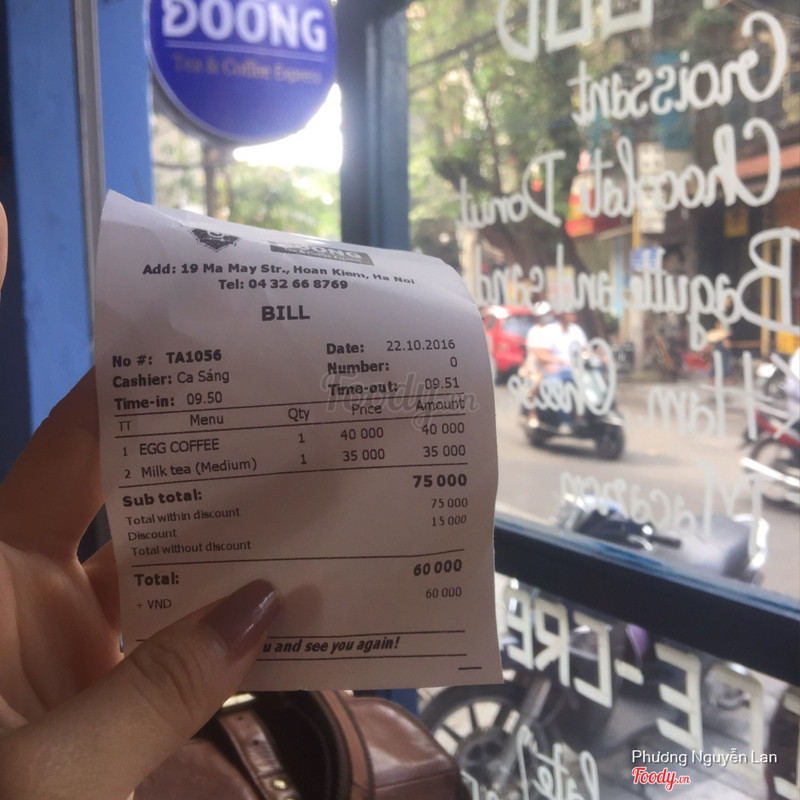 ĐOONG
Tea & Coffee Express
Croissant
Chocolate Donut
Baguette and sand
Ham Cheese
Macaron
Add: 19 Ma May Str., Hoan Kiem, Ha Noi
Tel: 04 32 66 8769
BILL
No #: TA1056
Date: 22.10.2016
Cashier: Ca Sáng
Number: 0
Time-in: 09.50
Time-out: 09.51
TT Menu Qty Price Amount
1 EGG COFFEE 1 40 000 40 000
2 Milk tea (Medium) 1 35 000 35 000
Sub total: 75 000
Total within discount 75 000
Discount 15 000
Total without discount
Total: 60 000
+ VND 60 000
u and see you again!
Foody.vn
Phương Nguyễn Lan
Foody.vn